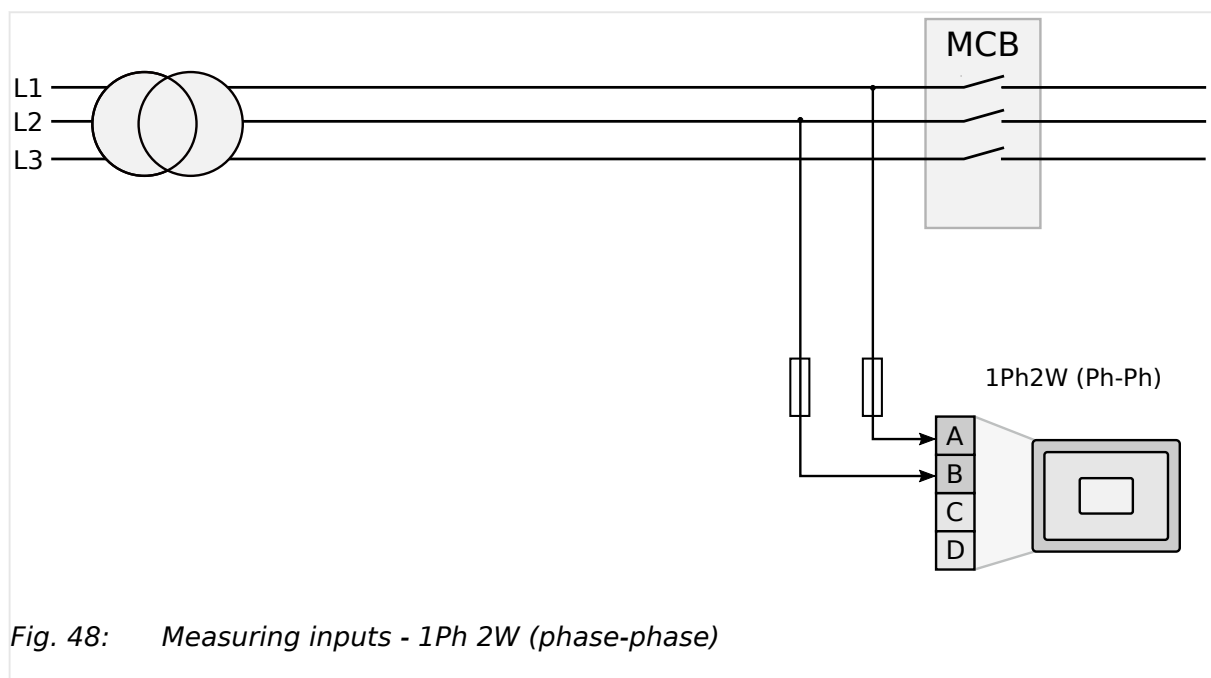 MCB
L1
L2
L3
1Ph2W (Ph-Ph)
A
B
C
D
Fig. 48: Measuring inputs - 1Ph 2W (phase-phase)